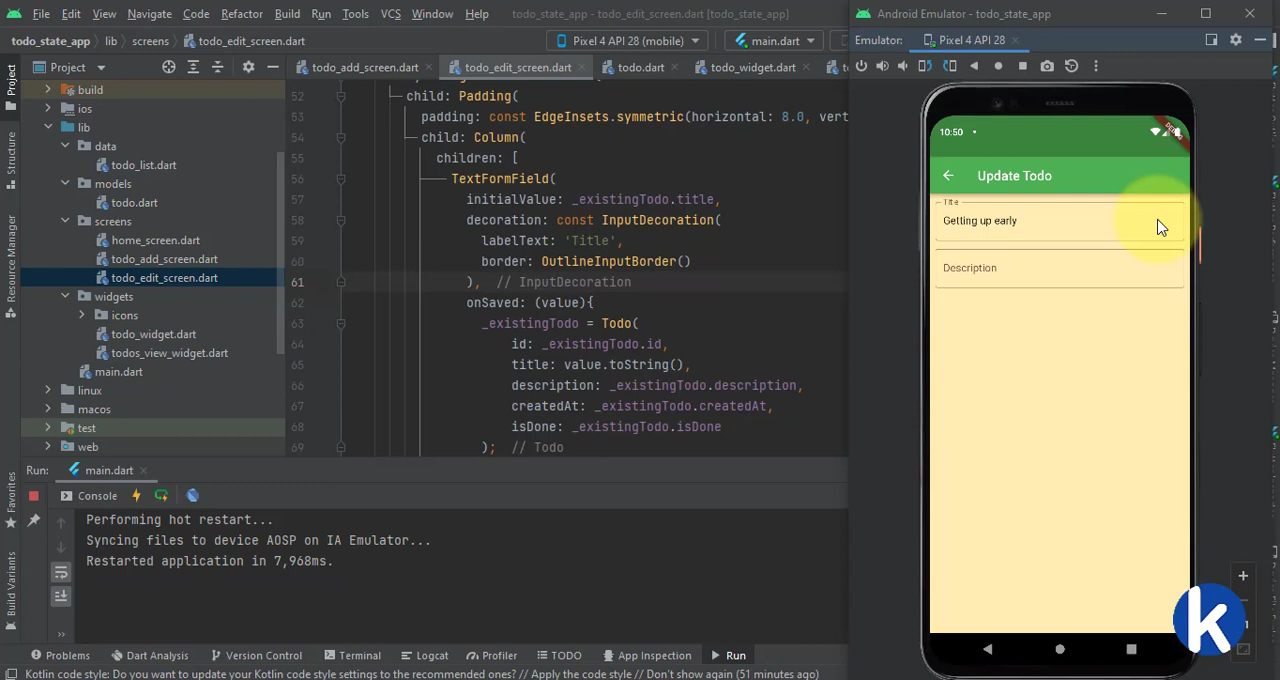 File Edit View Navigate Code Refactor Build Run Tools VCS Window Help todo_state_app - todo_edit_screen.dart [todo_state_app]
Android Emulator - todo_state_app
todo_state_app lib screens todo_edit_screen.dart Pixel 4 API 28 (mobile) main.dart
Emulator: Pixel 4 API 28
Project
todo_add_screen.dart todo_edit_screen.dart todo.dart todo_widget.dart
build
ios
lib
data
todo_list.dart
models
todo.dart
screens
home_screen.dart
todo_add_screen.dart
todo_edit_screen.dart
widgets
icons
todo_widget.dart
todos_view_widget.dart
main.dart
linux
macos
test
web
Project
Structure
Resource Manager
Favorites
Build Variants
52 child: Padding(
53 padding: const EdgeInsets.symmetric(horizontal: 8.0, vert
54 child: Column(
55 children: [
56 TextFormField(
57 initialValue: _existingTodo.title,
58 decoration: const InputDecoration(
59 labelText: 'Title',
60 border: OutlineInputBorder()
61 ), // InputDecoration
62 onSaved: (value){
63 _existingTodo = Todo(
64 id: _existingTodo.id,
65 title: value.toString(),
66 description: _existingTodo.description,
67 createdAt: _existingTodo.createdAt,
68 isDone: _existingTodo.isDone
69 ); // Todo
10:50
DEBUG
Update Todo
Title
Getting up early
Description
k
Run: main.dart
Console
Performing hot restart...
Syncing files to device AOSP on IA Emulator...
Restarted application in 7,968ms.
Problems Dart Analysis Version Control Terminal Logcat Profiler TODO App Inspection Run
Kotlin code style: Do you want to update your Kotlin code style settings to the recommended ones? // Apply the code style // Don't show again (51 minutes ago)